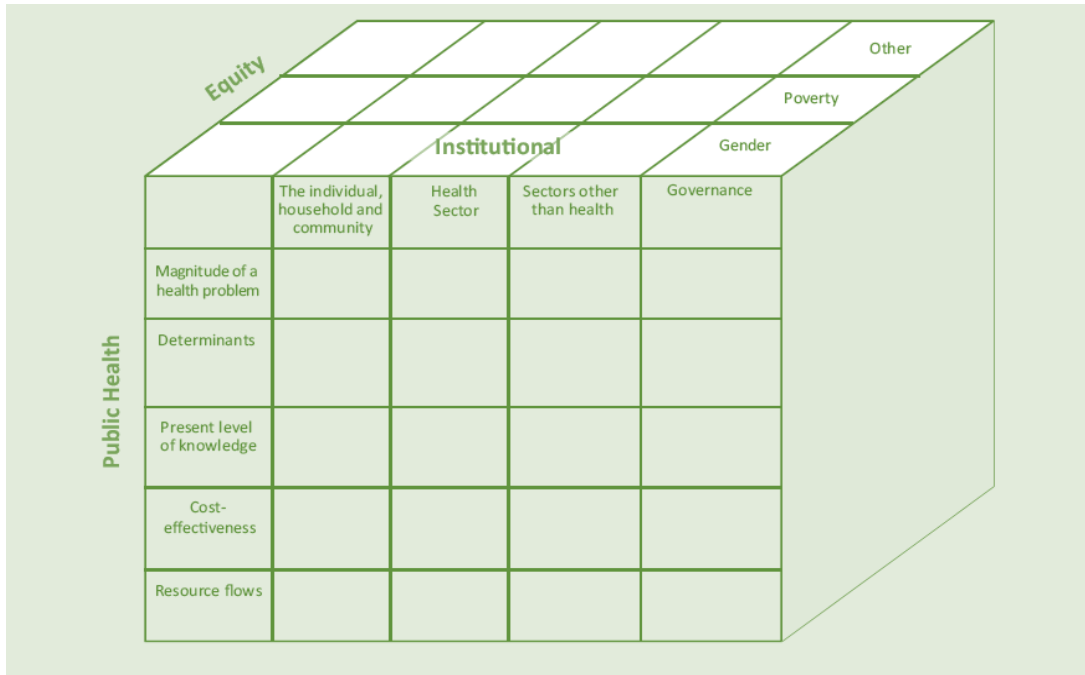 Equity
Other
Poverty
Gender
Institutional
The individual,
household and
community
Health
Sector
Sectors other
than health
Governance
Public Health
Magnitude of a
health problem
Determinants
Present level
of knowledge
Cost-
effectiveness
Resource flows